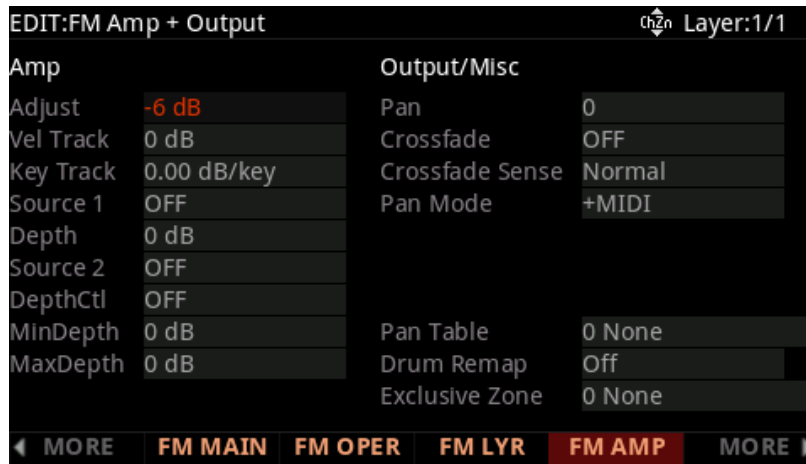 EDIT:FM Amp + Output ChZn Layer:1/1
Amp Output/Misc
Adjust -6 dB Pan 0
Vel Track 0 dB Crossfade OFF
Key Track 0.00 dB/key Crossfade Sense Normal
Source 1 OFF Pan Mode +MIDI
Depth 0 dB
Source 2 OFF
DepthCtl OFF
MinDepth 0 dB Pan Table 0 None
MaxDepth 0 dB Drum Remap Off
Exclusive Zone 0 None
MORE FM MAIN FM OPER FM LYR FM AMP MORE